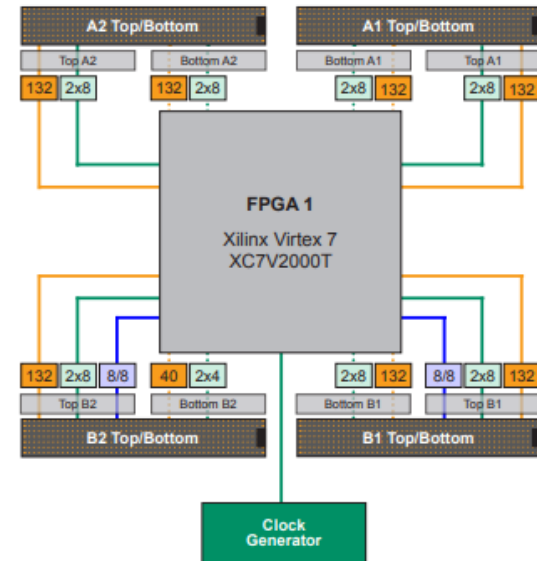 A2 Top/Bottom
A1 Top/Bottom
Top A2
Bottom A2
Bottom A1
Top A1
132 2x8
132 2x8
2x8 132
2x8 132
FPGA 1
Xilinx Virtex 7
XC7V2000T
132 2x8 8/8
40 2x4
2x8 132
8/8 2x8 132
Top B2
Bottom B2
Bottom B1
Top B1
B2 Top/Bottom
B1 Top/Bottom
Clock
Generator